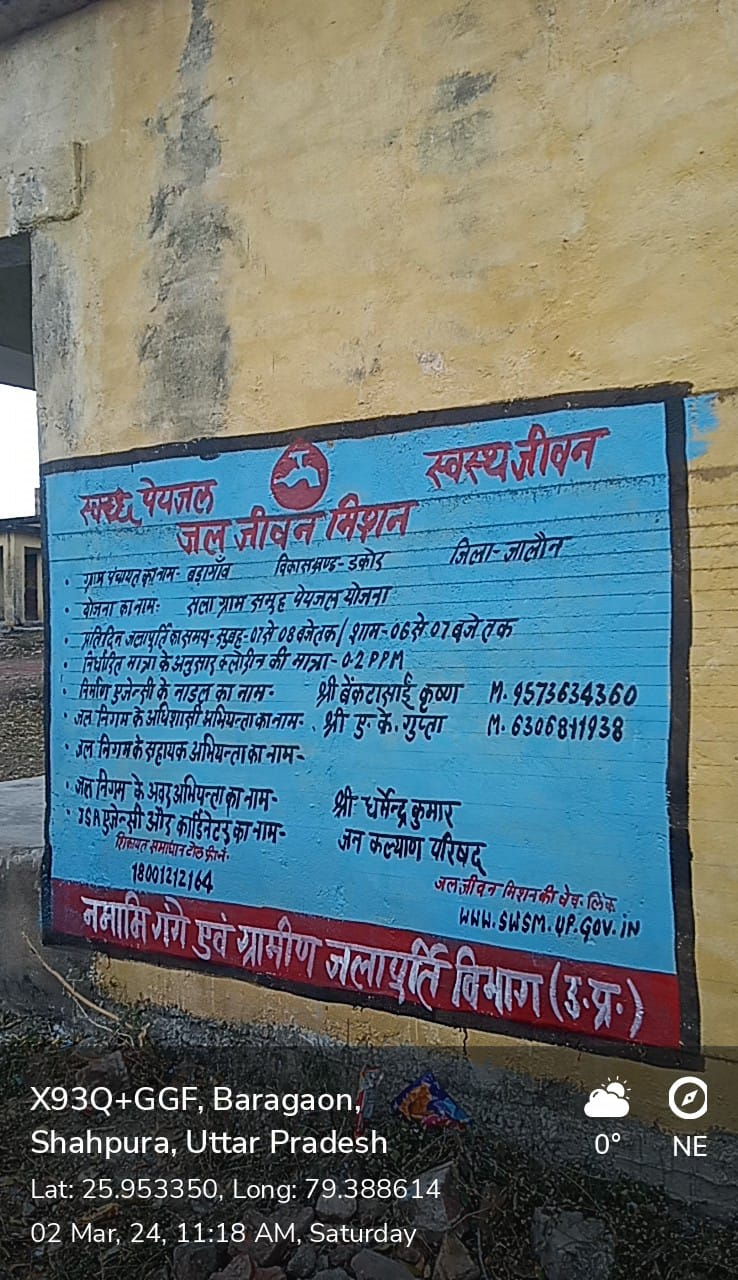 स्वच्छ पेयजल स्वस्थ जीवन
जल जीवन मिशन
• ग्राम पंचायत का नाम- बड़ागाँव विकासखण्ड- डकोर जिला- जालौन
• योजना का नामः सला ग्राम समूह पेयजल योजना
• प्रतिदिन जलापूर्ति का समय- सुबह- 07 से 08 बजे तक / शाम- 06 से 07 बजे तक
• निर्धारित मात्रा के अनुसार क्लोरीन की मात्रा- 0.2 PPM
• निर्माण एजेन्सी के नोडल का नाम- श्री बेंकटासाई कृष्णा M. 9573634360
• जल निगम के अधिशासी अभियन्ता का नाम- श्री ए. के. गुप्ता M. 6306811938
• जल निगम के सहायक अभियन्ता का नाम-
• जल निगम के अवर अभियन्ता का नाम- श्री धर्मेन्द्र कुमार
• ISA एजेन्सी और कार्डिनेटर का नाम- जन कल्याण परिषद्
शिकायत समाधान टोल फ्री नं.
18001212164
जल जीवन मिशन की वेब. लिंक
WWW.SWSM.UP.GOV.IN
नमामि गंगे एवं ग्रामीण जलापूर्ति विभाग (उ.प्र.)
X93Q+GGF, Baragaon,
Shahpura, Uttar Pradesh
Lat: 25.953350, Long: 79.388614
02 Mar, 24, 11:18 AM, Saturday
0°
NE